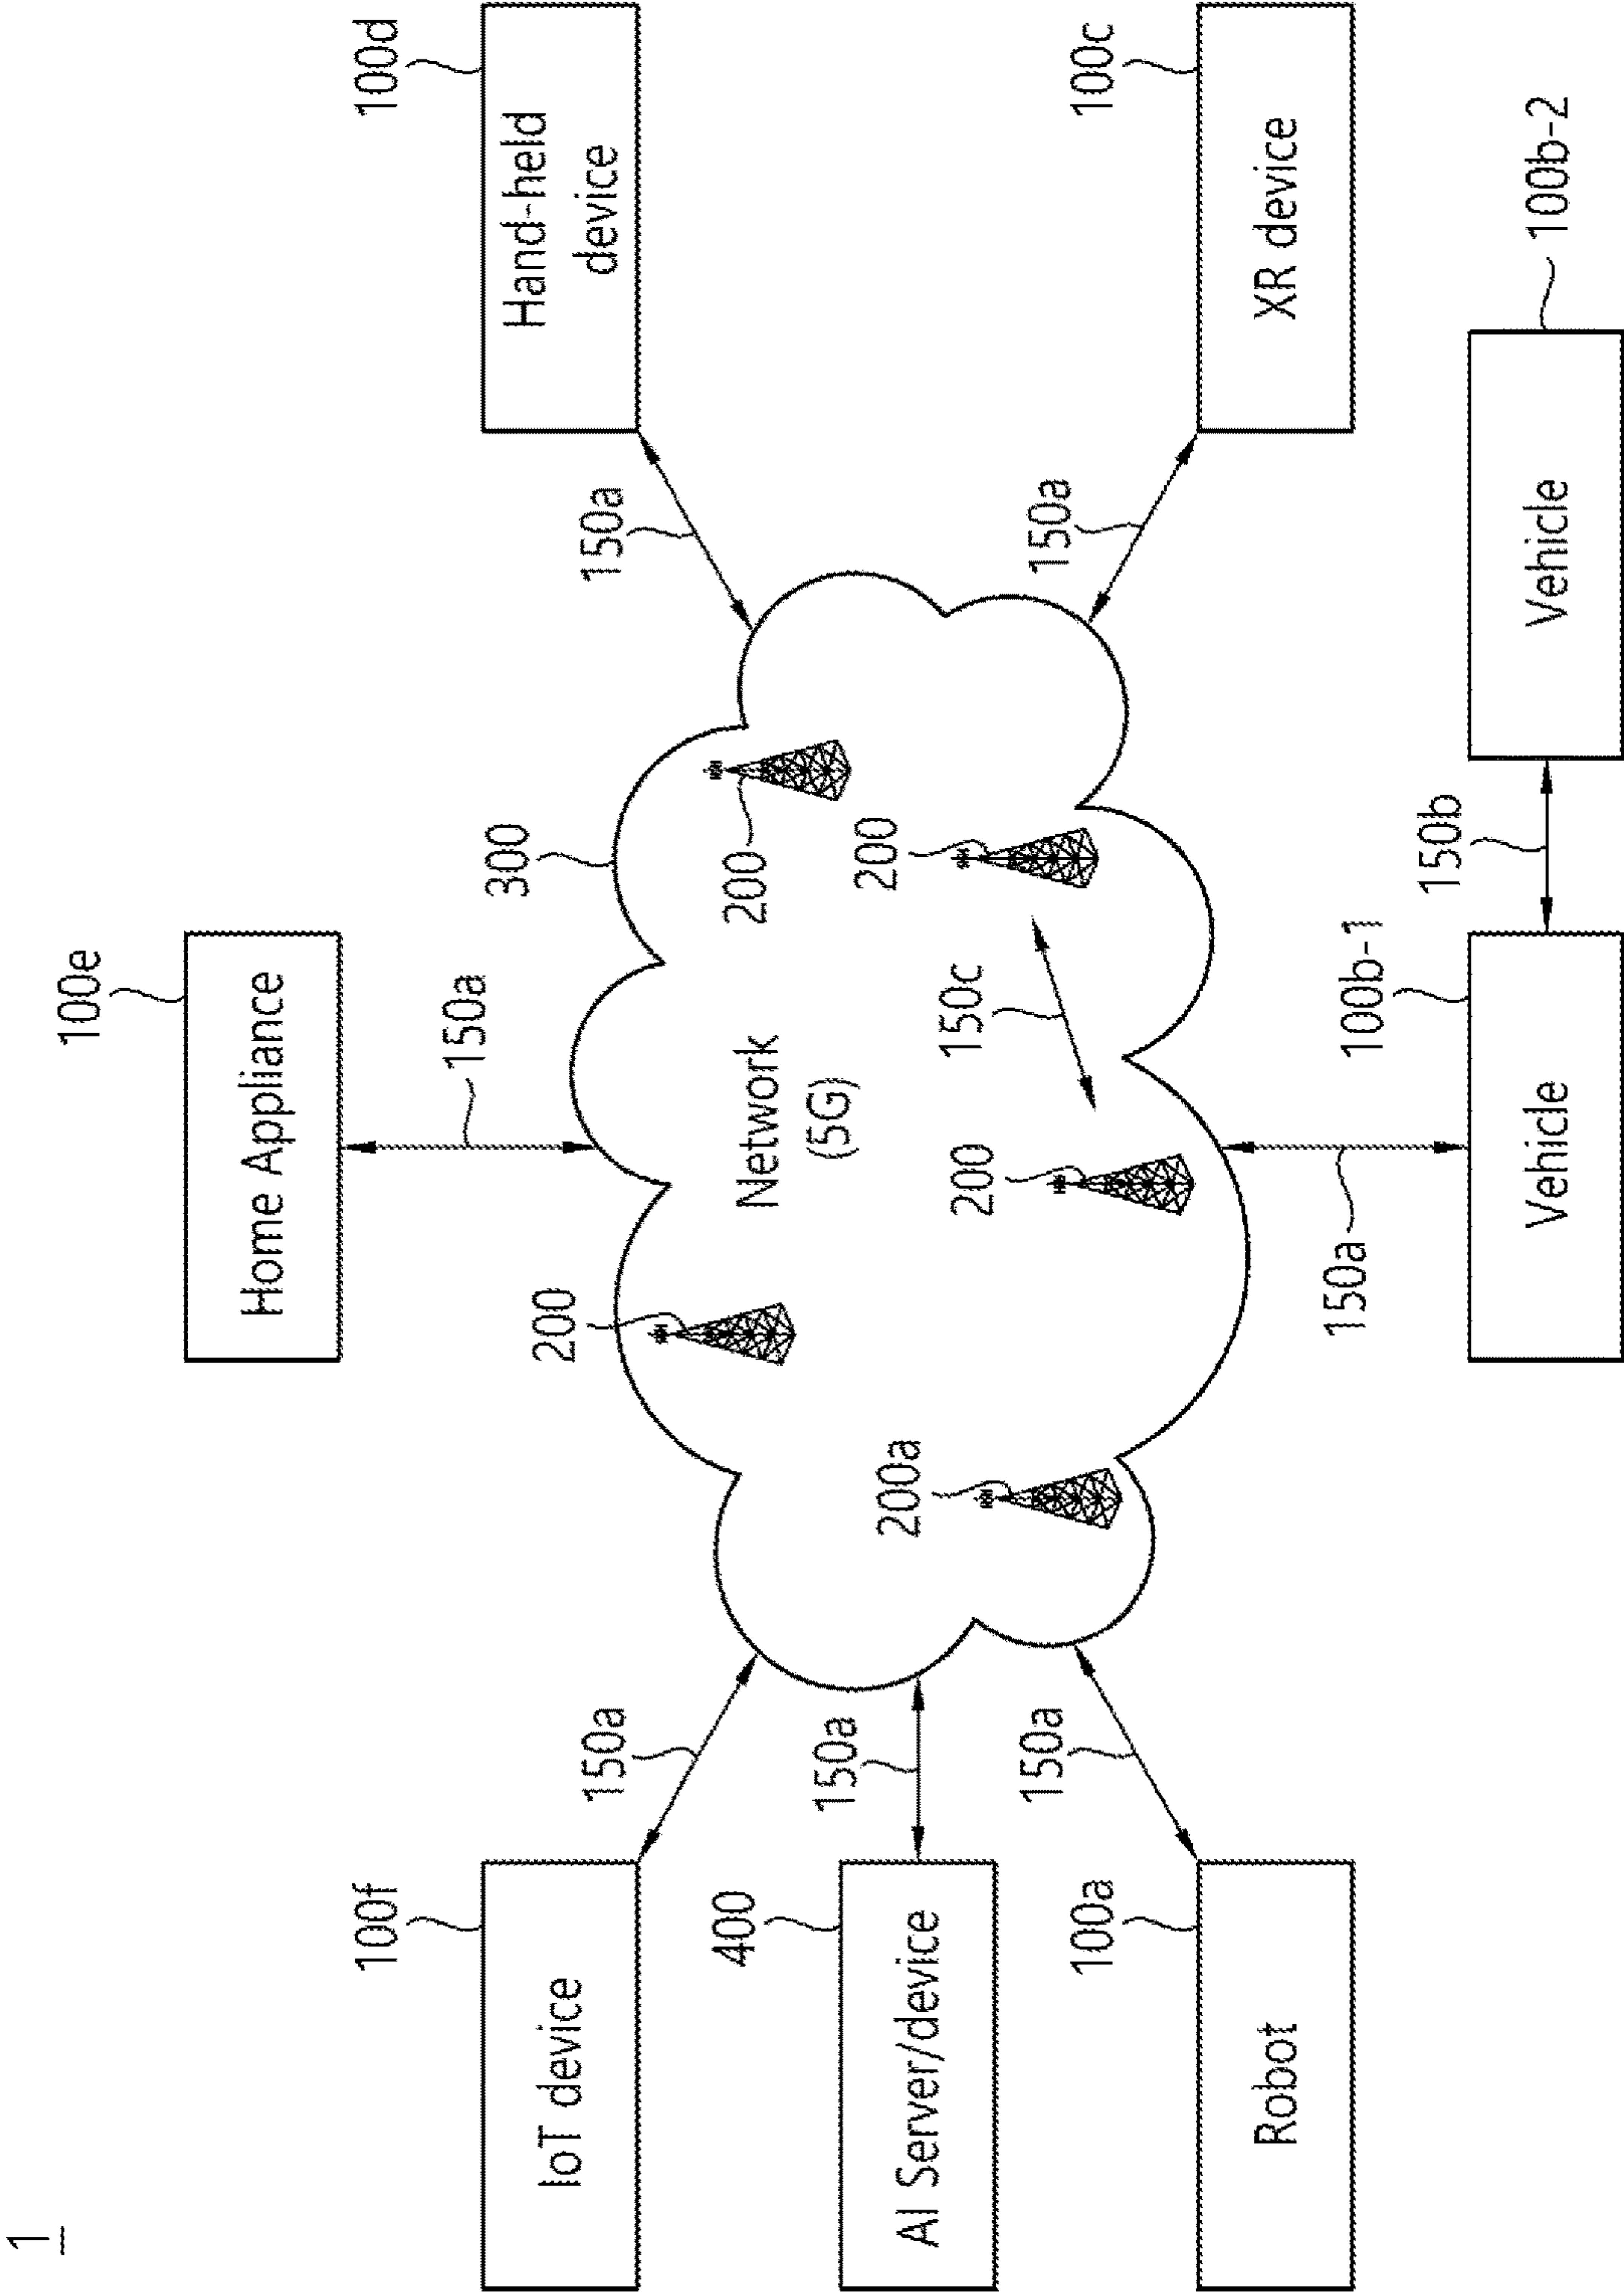 1
100e
Home Appliance
150a
100f
IoT device
150a
300
100d
Hand-held
device
150a
200
200
Network
(5G)
400
AI Server/device
150a
200a
200
150c
200
100a
Robot
150a
100c
XR device
150a
150a
100b-1
Vehicle
150b
Vehicle
100b-2